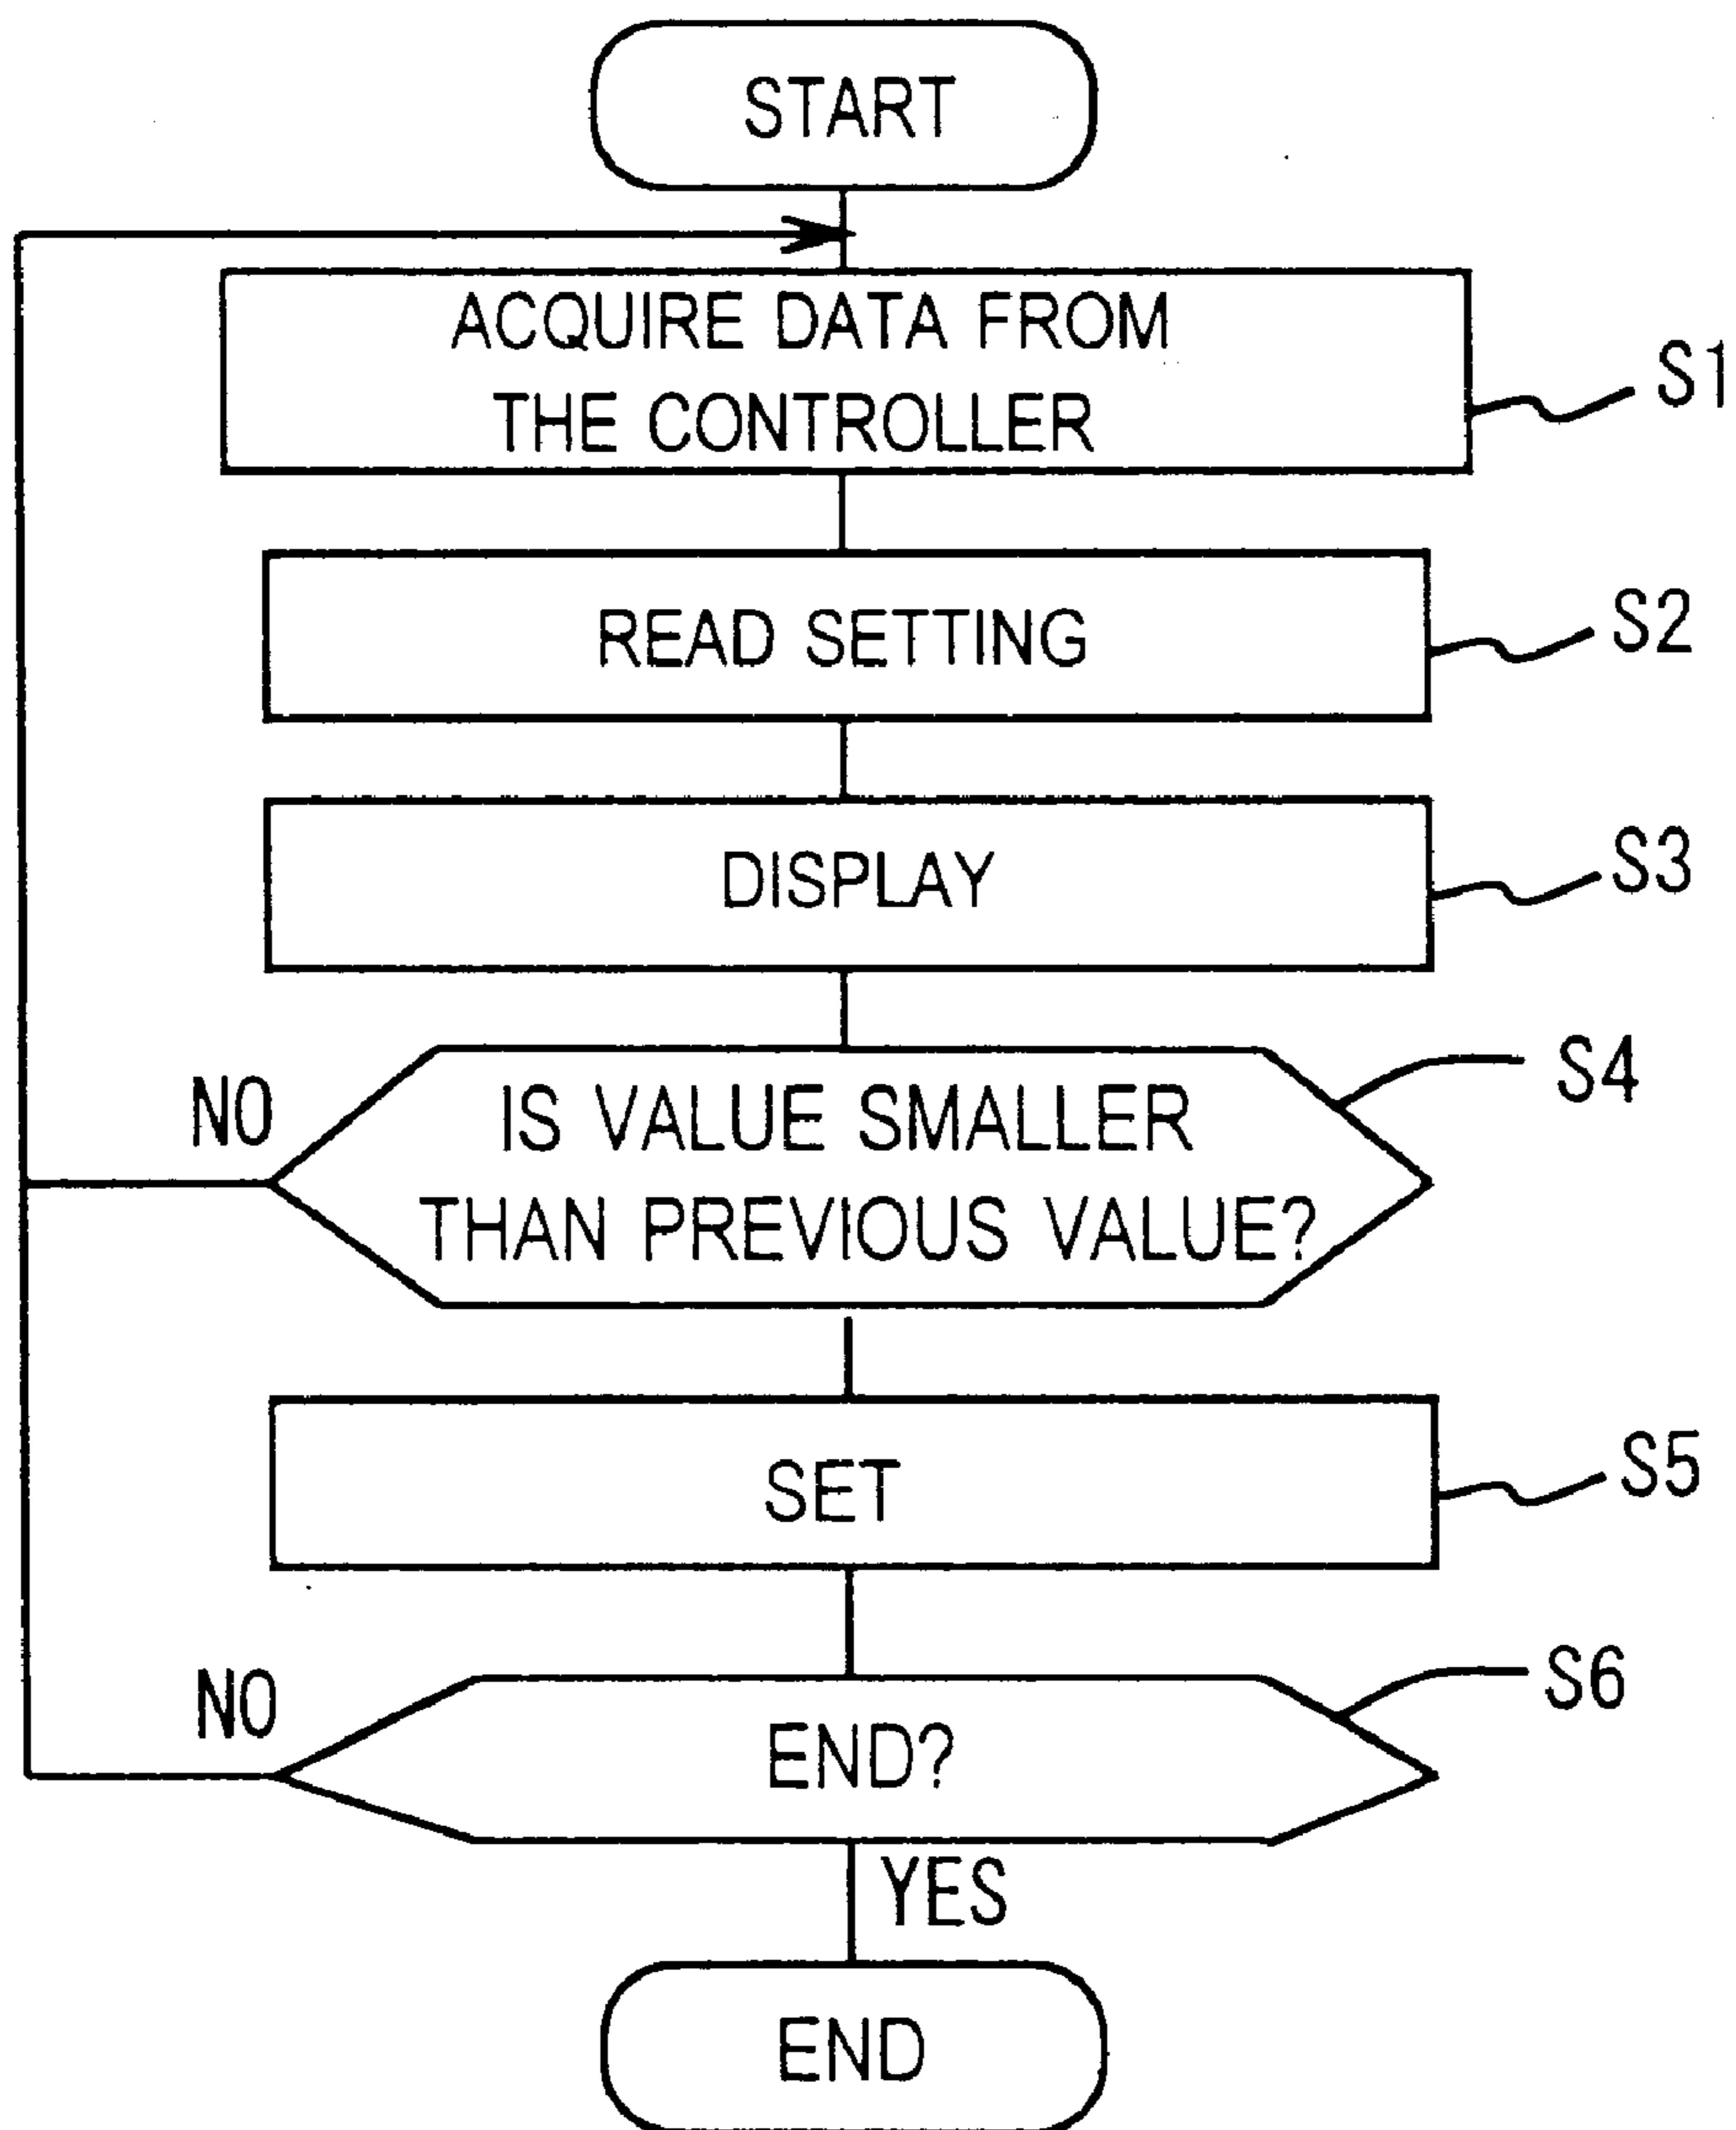 START
ACQUIRE DATA FROM
THE CONTROLLER
S1
READ SETTING
S2
DISPLAY
S3
NO
IS VALUE SMALLER
THAN PREVIOUS VALUE?
S4
SET
S5
NO
END?
S6
YES
END